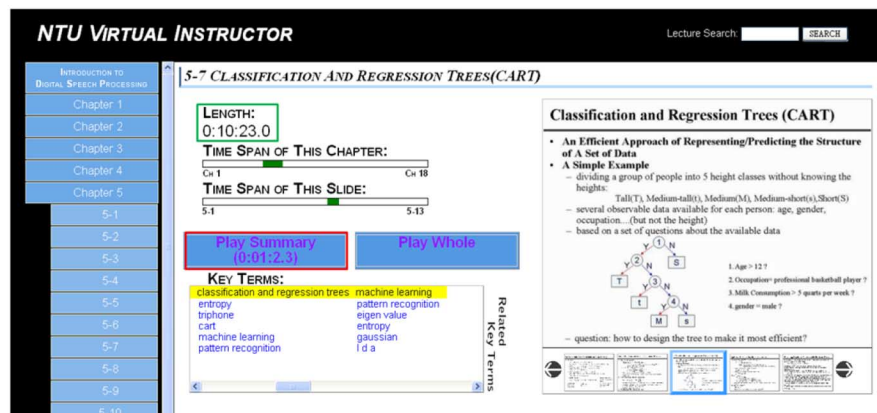 NTU VIRTUAL INSTRUCTOR
Lecture Search:
SEARCH
INTRODUCTION TO
DIGITAL SPEECH PROCESSING
Chapter 1
Chapter 2
Chapter 3
Chapter 4
Chapter 5
5-1
5-2
5-3
5-4
5-5
5-6
5-7
5-8
5-9
5-10
5-7 CLASSIFICATION AND REGRESSION TREES(CART)
LENGTH:
0:10:23.0
TIME SPAN OF THIS CHAPTER:
CH 1 CH 18
TIME SPAN OF THIS SLIDE:
5-1 5-13
Play Summary
(0:01:2.3)
Play Whole
KEY TERMS:
classification and regression trees machine learning
entropy pattern recognition
triphone eigen value
cart entropy
machine learning gaussian
pattern recognition l d a
Related
Key Terms
Classification and Regression Trees (CART)
• An Efficient Approach of Representing/Predicting the Structure
of A Set of Data
• A Simple Example
– dividing a group of people into 5 height classes without knowing the
heights:
Tall(T), Medium-tall(t), Medium(M), Medium-short(s),Short(S)
– several observable data available for each person: age, gender,
occupation....(but not the height)
– based on a set of questions about the available data
1
Y N
2 S
Y N
T 3
Y N
t 4
Y N
M s
1. Age > 12 ?
2. Occupation= professional basketball player ?
3. Milk Consumption > 5 quarts per week ?
4. gender = male ?
– question: how to design the tree to make it most efficient?